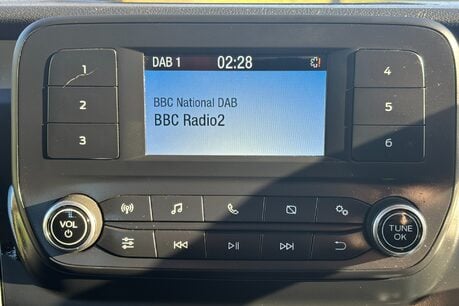 DAB 1 02:28
BBC National DAB
BBC Radio2
1
2
3
4
5
6
VOL
TUNE
OK